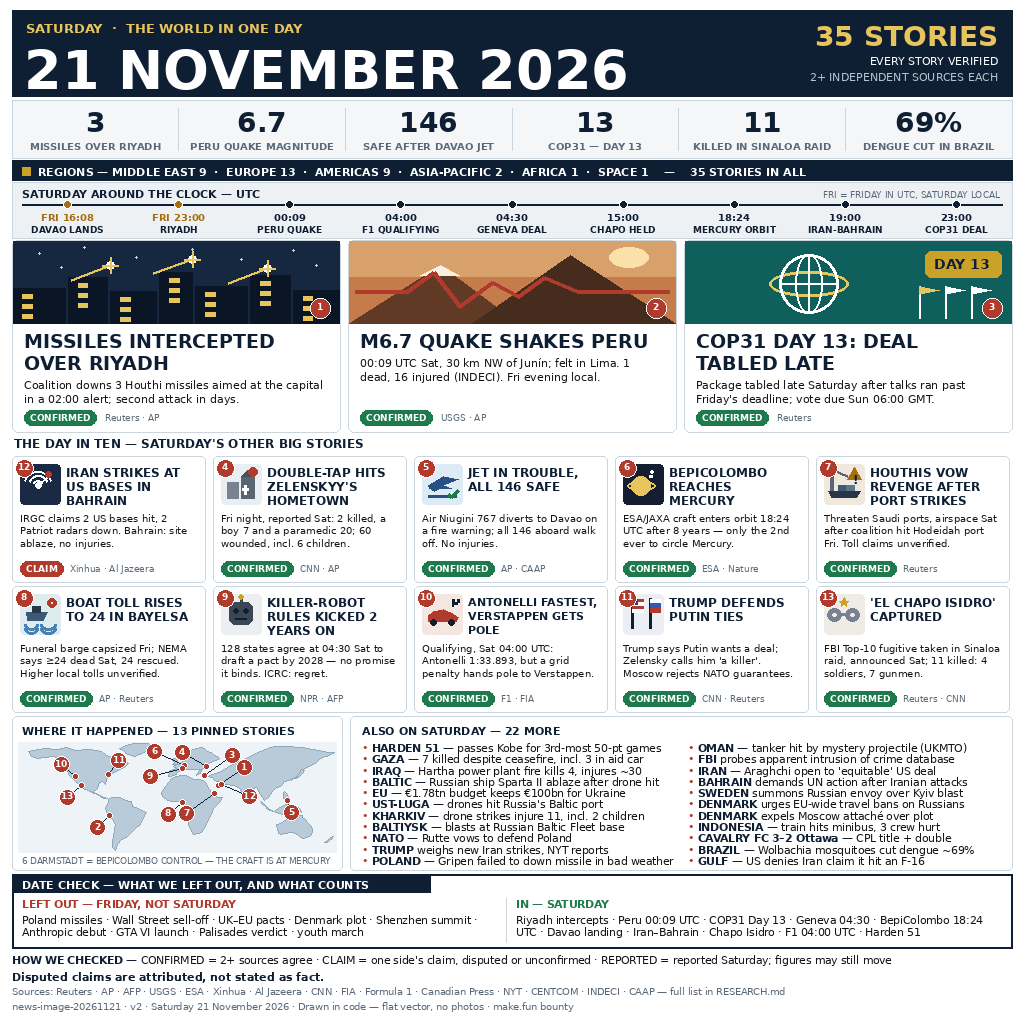 SATURDAY · THE WORLD IN ONE DAY
21 NOVEMBER 2026
35 STORIES
EVERY STORY VERIFIED
2+ INDEPENDENT SOURCES EACH
3
MISSILES OVER RIYADH
6.7
PERU QUAKE MAGNITUDE
146
SAFE AFTER DAVAO JET
13
COP31 — DAY 13
11
KILLED IN SINALOA RAID
69%
DENGUE CUT IN BRAZIL
REGIONS — MIDDLE EAST 9 · EUROPE 13 · AMERICAS 9 · ASIA-PACIFIC 2 · AFRICA 1 · SPACE 1 — 35 STORIES IN ALL
SATURDAY AROUND THE CLOCK — UTC
FRI = FRIDAY IN UTC, SATURDAY LOCAL
FRI 16:08
DAVAO LANDS
FRI 23:00
RIYADH
00:09
PERU QUAKE
04:00
F1 QUALIFYING
04:30
GENEVA DEAL
15:00
CHAPO HELD
18:24
MERCURY ORBIT
19:00
IRAN-BAHRAIN
23:00
COP31 DEAL
1
MISSILES INTERCEPTED
OVER RIYADH
Coalition downs 3 Houthi missiles aimed at the capital
in a 02:00 alert; second attack in days.
CONFIRMED Reuters · AP
2
M6.7 QUAKE SHAKES PERU
00:09 UTC Sat, 30 km NW of Junín; felt in Lima. 1
dead, 16 injured (INDECI). Fri evening local.
CONFIRMED USGS · AP
DAY 13
3
COP31 DAY 13: DEAL
TABLED LATE
Package tabled late Saturday after talks ran past
Friday's deadline; vote due Sun 06:00 GMT.
CONFIRMED Reuters
THE DAY IN TEN — SATURDAY'S OTHER BIG STORIES
12
IRAN STRIKES AT
US BASES IN
BAHRAIN
IRGC claims 2 US bases hit, 2
Patriot radars down. Bahrain: site
ablaze, no injuries.
CLAIM Xinhua · Al Jazeera
4
DOUBLE-TAP HITS
ZELENSKYY'S
HOMETOWN
Fri night, reported Sat: 2 killed, a
boy 7 and a paramedic 20; 60
wounded, incl. 6 children.
CONFIRMED CNN · AP
5
JET IN TROUBLE,
ALL 146 SAFE
Air Niugini 767 diverts to Davao on
a fire warning; all 146 aboard walk
off. No injuries.
CONFIRMED AP · CAAP
6
BEPICOLOMBO
REACHES
MERCURY
ESA/JAXA craft enters orbit 18:24
UTC after 8 years — only the 2nd
ever to circle Mercury.
CONFIRMED ESA · Nature
7
HOUTHIS VOW
REVENGE AFTER
PORT STRIKES
Threaten Saudi ports, airspace Sat
after coalition hit Hodeidah port
Fri. Toll claims unverified.
CONFIRMED Reuters
8
BOAT TOLL RISES
TO 24 IN BAYELSA
Funeral barge capsized Fri; NEMA
says ≥24 dead Sat, 24 rescued.
Higher local tolls unverified.
CONFIRMED AP · Reuters
9
KILLER-ROBOT
RULES KICKED 2
YEARS ON
128 states agree at 04:30 Sat to
draft a pact by 2028 — no promise
it binds. ICRC: regret.
CONFIRMED NPR · AFP
10
ANTONELLI FASTEST,
VERSTAPPEN GETS
POLE
Qualifying, Sat 04:00 UTC:
Antonelli 1:33.893, but a grid
penalty hands pole to Verstappen.
CONFIRMED F1 · FIA
11
TRUMP DEFENDS
PUTIN TIES
Trump says Putin wants a deal;
Zelensky calls him 'a killer'.
Moscow rejects NATO guarantees.
CONFIRMED CNN · Reuters
13
'EL CHAPO ISIDRO'
CAPTURED
FBI Top-10 fugitive taken in Sinaloa
raid, announced Sat; 11 killed: 4
soldiers, 7 gunmen.
CONFIRMED Reuters · CNN
WHERE IT HAPPENED — 13 PINNED STORIES
10
11
6
4
3
1
9
13
12
8
7
5
2
6 DARMSTADT = BEPICOLOMBO CONTROL — THE CRAFT IS AT MERCURY
ALSO ON SATURDAY — 22 MORE
• HARDEN 51 — passes Kobe for 3rd-most 50-pt games
• GAZA — 7 killed despite ceasefire, incl. 3 in aid car
• IRAQ — Hartha power plant fire kills 4, injures ~30
• BALTIC — Russian ship Sparta II ablaze after drone hit
• EU — €1.78tn budget keeps €100bn for Ukraine
• UST-LUGA — drones hit Russia's Baltic port
• KHARKIV — drone strikes injure 11, incl. 2 children
• BALTIYSK — blasts at Russian Baltic Fleet base
• NATO — Rutte vows to defend Poland
• TRUMP weighs new Iran strikes, NYT reports
• POLAND — Gripen failed to down missile in bad weather
• OMAN — tanker hit by mystery projectile (UKMTO)
• FBI probes apparent intrusion of crime database
• IRAN — Araghchi open to 'equitable' US deal
• BAHRAIN demands UN action after Iranian attacks
• SWEDEN summons Russian envoy over Kyiv blast
• DENMARK urges EU-wide travel bans on Russians
• DENMARK expels Moscow attaché over plot
• INDONESIA — train hits minibus, 3 crew hurt
• CAVALRY FC 3–2 Ottawa — CPL title + double
• BRAZIL — Wolbachia mosquitoes cut dengue ~69%
• GULF — US denies Iran claim it hit an F-16
DATE CHECK — WHAT WE LEFT OUT, AND WHAT COUNTS
LEFT OUT — FRIDAY, NOT SATURDAY
Poland missiles · Wall Street sell-off · UK–EU pacts · Denmark plot · Shenzhen summit ·
Anthropic debut · GTA VI launch · Palisades verdict · youth march
IN — SATURDAY
Riyadh intercepts · Peru 00:09 UTC · COP31 Day 13 · Geneva 04:30 · BepiColombo 18:24
UTC · Davao landing · Iran–Bahrain · Chapo Isidro · F1 04:00 UTC · Harden 51
HOW WE CHECKED — CONFIRMED = 2+ sources agree · CLAIM = one side's claim, disputed or unconfirmed · REPORTED = reported Saturday; figures may still move
Disputed claims are attributed, not stated as fact.
Sources: Reuters · AP · AFP · USGS · ESA · Xinhua · Al Jazeera · CNN · FIA · Formula 1 · Canadian Press · NYT · CENTCOM · INDECI · CAAP — full list in RESEARCH.md
news-image-20261121 · v2 · Saturday 21 November 2026 · Drawn in code — flat vector, no photos · make.fun bounty